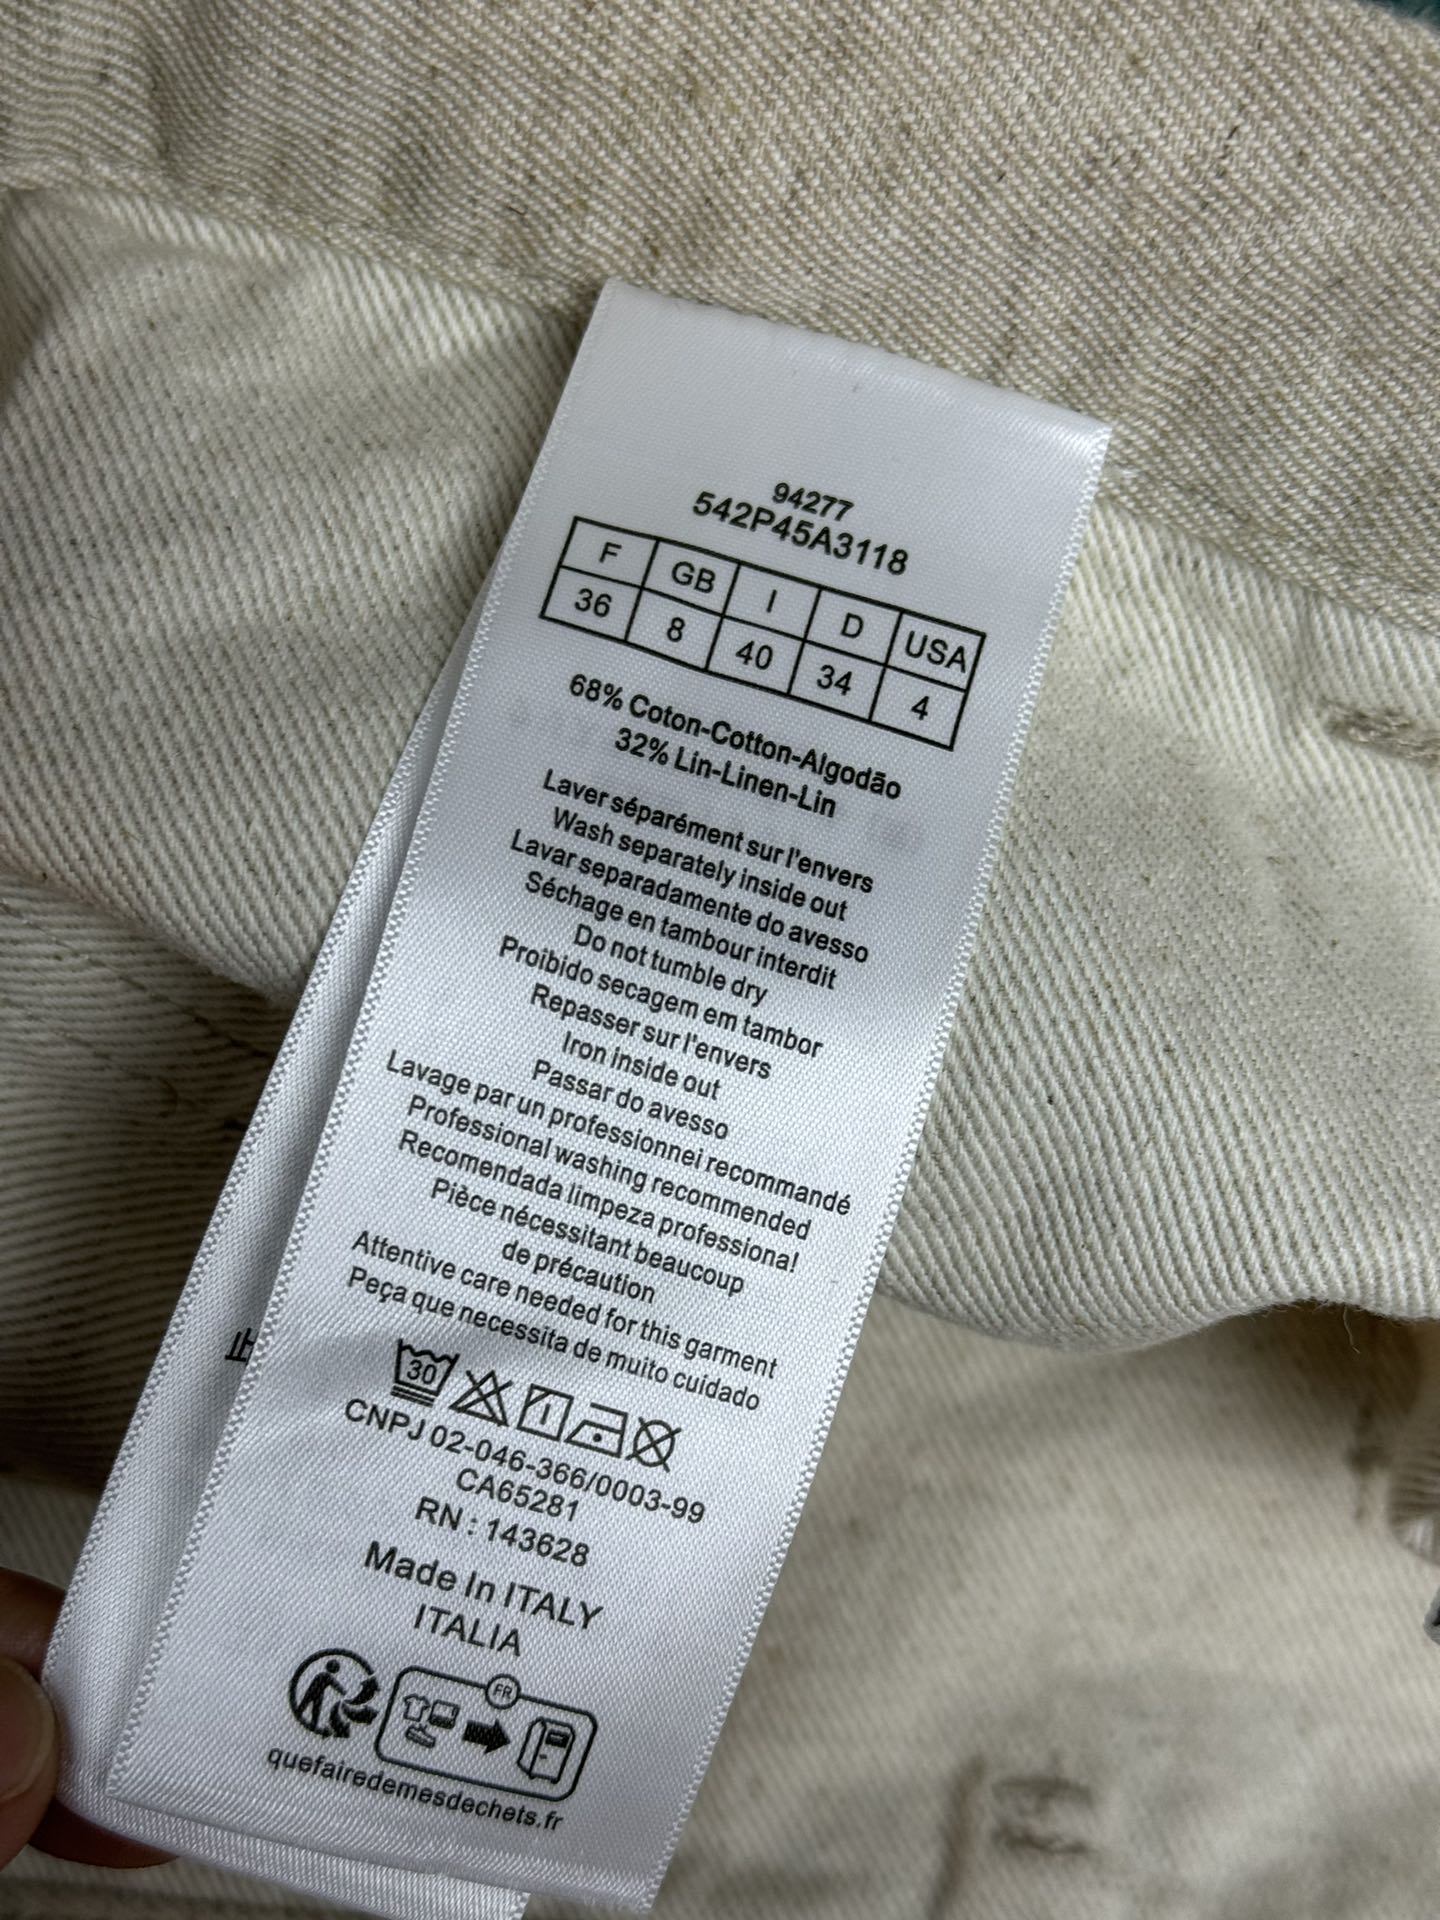 94277
542P45A3118
F GB I D USA
36 8 40 34 4
68% Coton-Cotton-Algodão
32% Lin-Linen-Lin
Laver séparément sur l'envers
Wash separately inside out
Lavar separadamente do avesso
Séchage en tambour interdit
Do not tumble dry
Proibido secagem em tambor
Repasser sur l'envers
Iron inside out
Passar do avesso
Lavage par un professionnel recommandé
Professional washing recommended
Recomendada limpeza professional
Pièce nécessitant beaucoup
de précaution
Attentive care needed for this garment
Peça que necessita de muito cuidado
30
CNPJ 02-046-366/0003-99
CA65281
RN : 143628
Made In ITALY
ITALIA
FR
quefairedemesdechets.fr
止